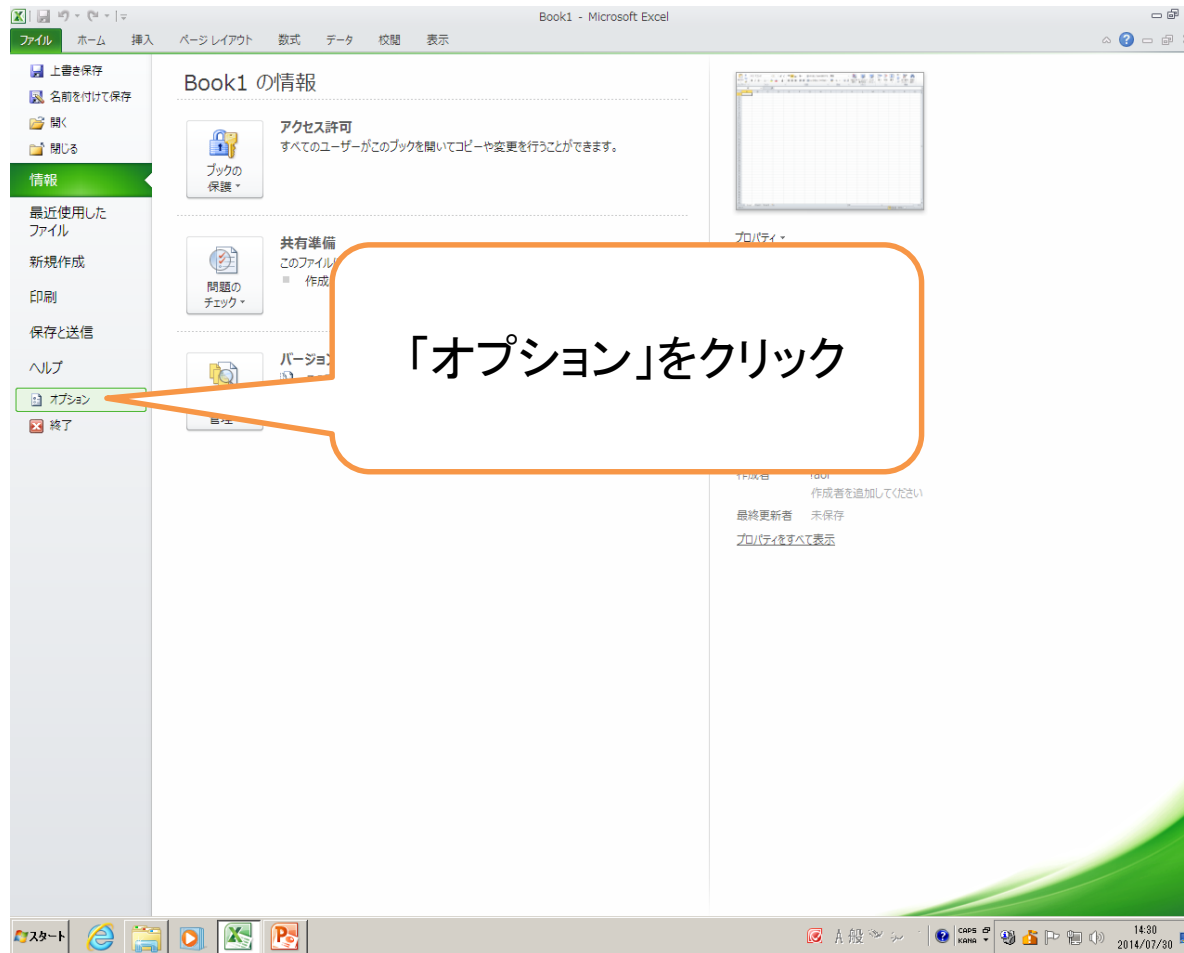 Book1 - Microsoft Excel
ファイル ホーム 挿入 ページ レイアウト 数式 データ 校閲 表示
上書き保存
名前を付けて保存
開く
閉じる
情報
最近使用した
ファイル
新規作成
印刷
保存と送信
ヘルプ
オプション
終了
Book1 の情報
ブックの
保護
アクセス許可
すべてのユーザーがこのブックを開いてコピーや変更を行うことができます。
問題の
チェック
共有準備
このファイル
作成
バージョン
管理
「オプション」をクリック
プロパティ
作成者
作成者を追加してください
最終更新者 未保存
プロパティをすべて表示
スタート
A 般
CAPS
KANA
14:30
2014/07/30